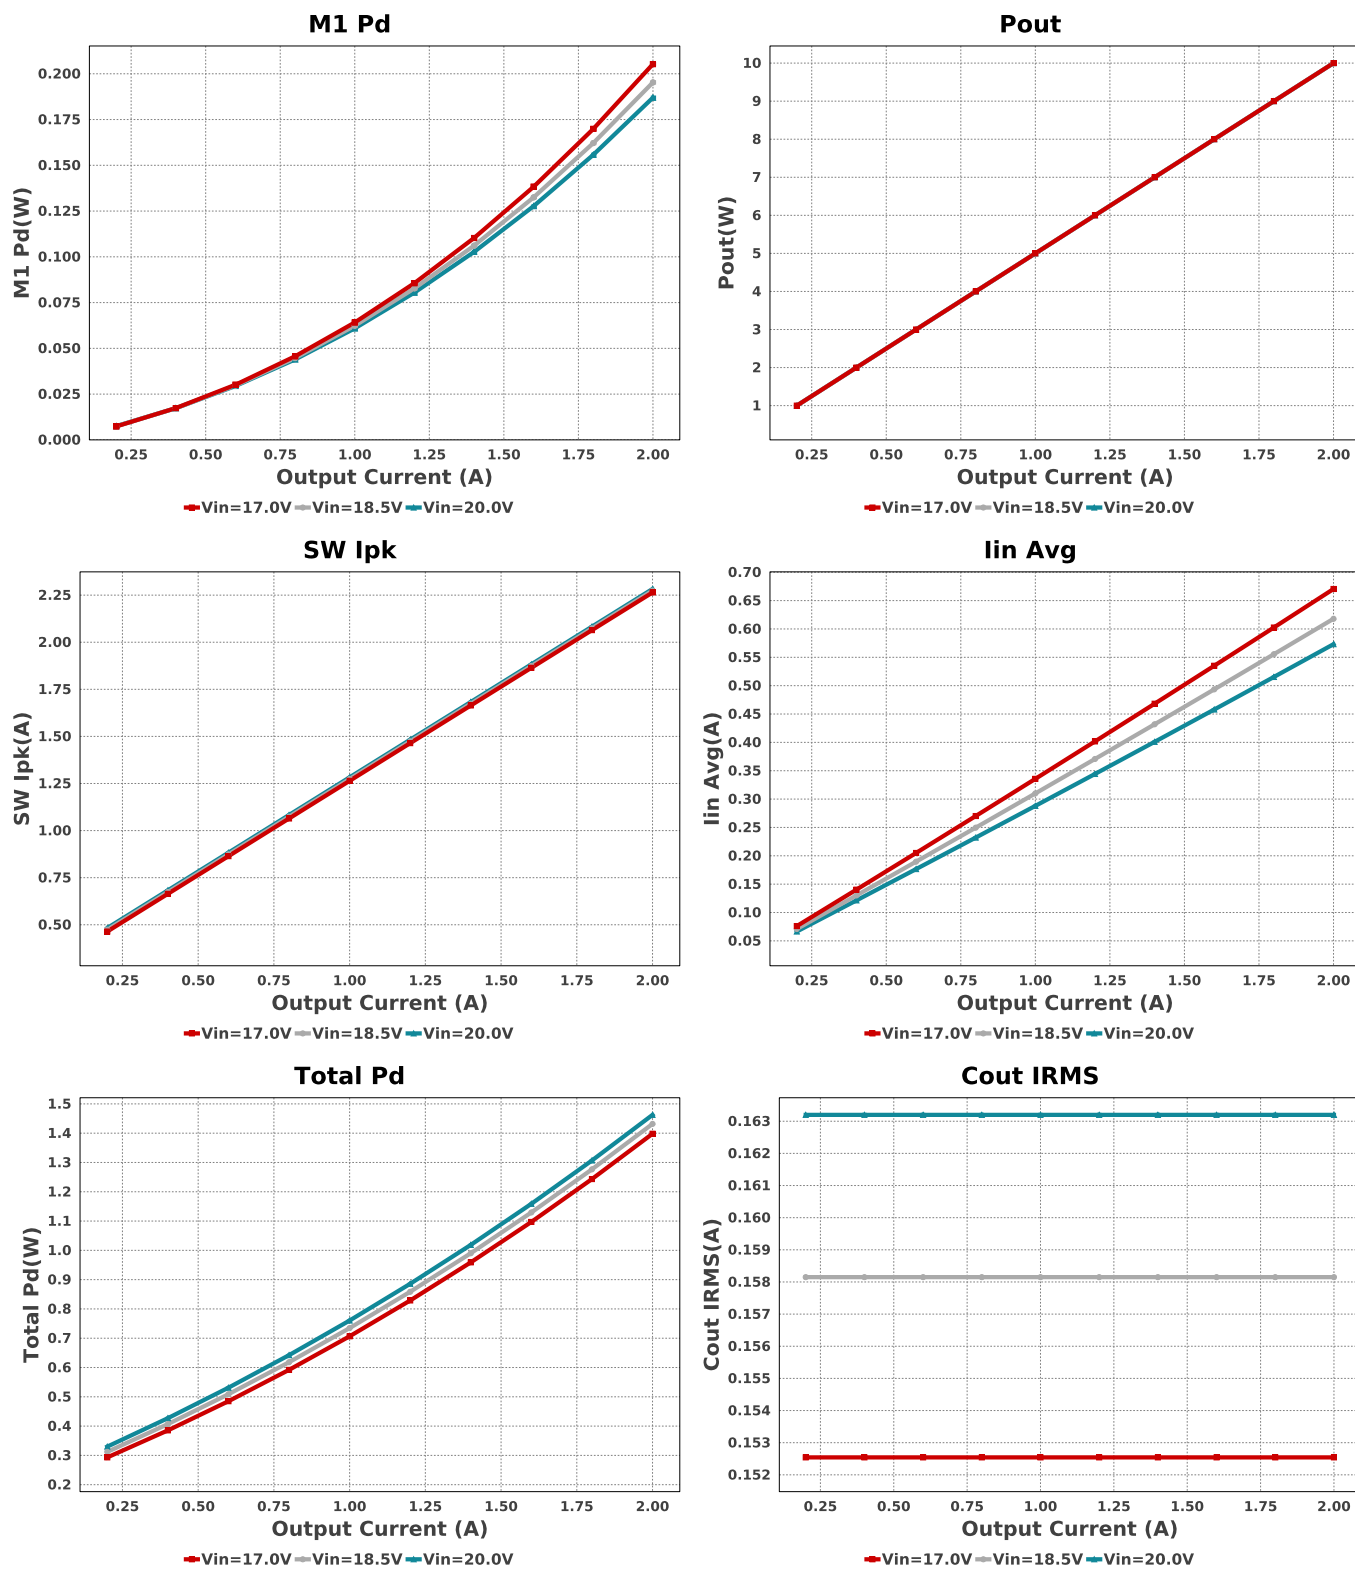 M1 Pd
M1 Pd(W)
0.200
0.175
0.150
0.125
0.100
0.075
0.050
0.025
0.000
0.25 0.50 0.75 1.00 1.25 1.50 1.75 2.00
Output Current (A)
Vin=17.0V Vin=18.5V Vin=20.0V
Pout
Pout(W)
10
9
8
7
6
5
4
3
2
1
0.25 0.50 0.75 1.00 1.25 1.50 1.75 2.00
Output Current (A)
Vin=17.0V Vin=18.5V Vin=20.0V
SW Ipk
SW Ipk(A)
2.25
2.00
1.75
1.50
1.25
1.00
0.75
0.50
0.25 0.50 0.75 1.00 1.25 1.50 1.75 2.00
Output Current (A)
Vin=17.0V Vin=18.5V Vin=20.0V
Iin Avg
Iin Avg(A)
0.70
0.65
0.60
0.55
0.50
0.45
0.40
0.35
0.30
0.25
0.20
0.15
0.10
0.05
0.25 0.50 0.75 1.00 1.25 1.50 1.75 2.00
Output Current (A)
Vin=17.0V Vin=18.5V Vin=20.0V
Total Pd
Total Pd(W)
1.5
1.4
1.3
1.2
1.1
1.0
0.9
0.8
0.7
0.6
0.5
0.4
0.3
0.2
0.25 0.50 0.75 1.00 1.25 1.50 1.75 2.00
Output Current (A)
Vin=17.0V Vin=18.5V Vin=20.0V
Cout IRMS
Cout IRMS(A)
0.163
0.162
0.161
0.160
0.159
0.158
0.157
0.156
0.155
0.154
0.153
0.152
0.25 0.50 0.75 1.00 1.25 1.50 1.75 2.00
Output Current (A)
Vin=17.0V Vin=18.5V Vin=20.0V